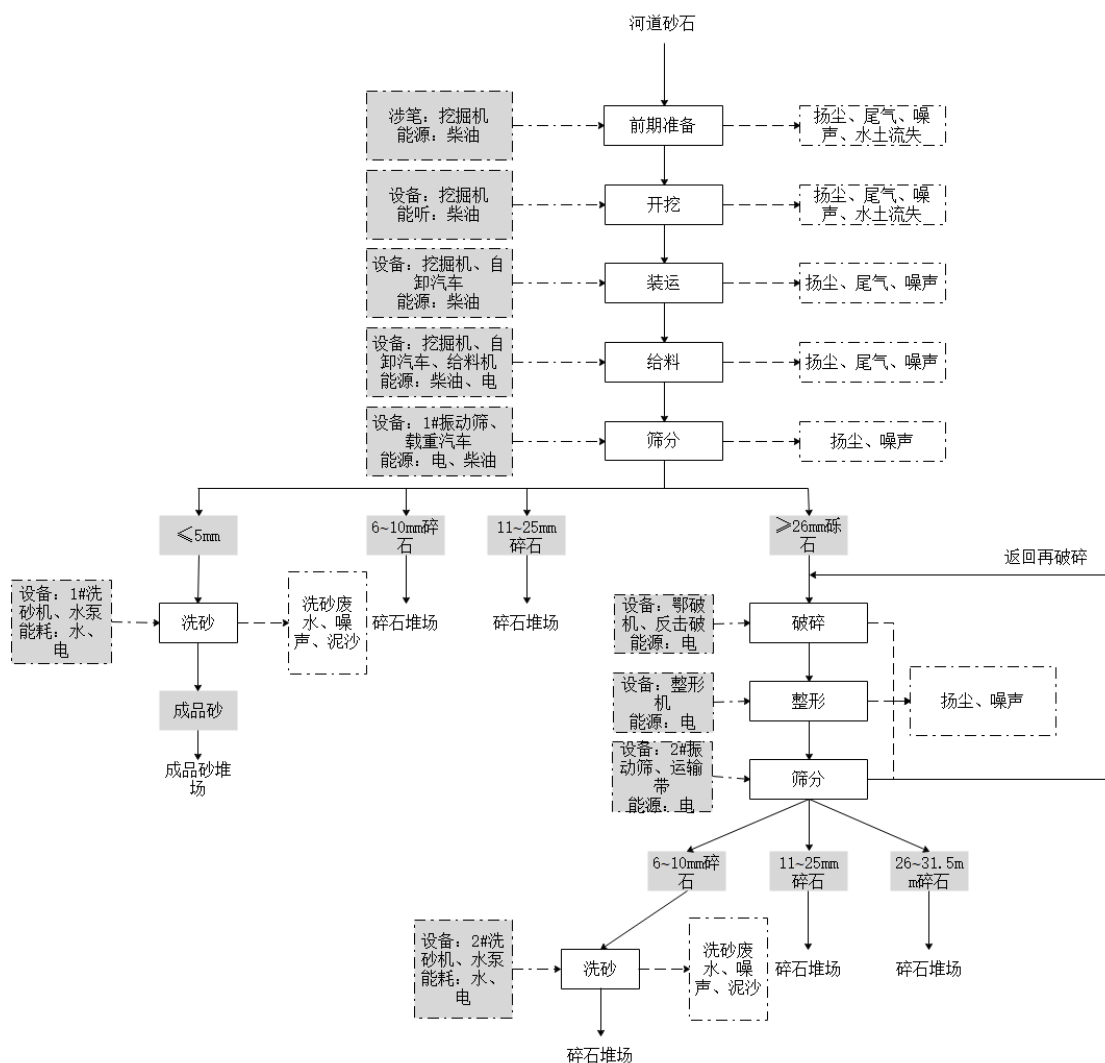 河道砂石
涉笔：挖掘机
能源：柴油
前期准备
扬尘、尾气、噪
声、水土流失
设备：挖掘机
能听：柴油
开挖
扬尘、尾气、噪
声、水土流失
设备：挖掘机、自
卸汽车
能源：柴油
装运
扬尘、尾气、噪声
设备：挖掘机、自
卸汽车、给料机
能源：柴油、电
给料
扬尘、尾气、噪声
设备：1#振动筛、
载重汽车
能源：电、柴油
筛分
扬尘、噪声
≤5mm
6~10mm碎
石
11~25mm
碎石
≥26mm砾
石
返回再破碎
设备：1#洗
砂机、水泵
能耗：水、
电
洗砂
洗砂废
水、噪
声、泥沙
碎石堆场
碎石堆场
设备：鄂破
机、反击破
能源：电
破碎
成品砂
设备：整形
机
能源：电
整形
扬尘、噪声
成品砂堆
场
设备：2#振
动筛、运输
带
能源：电
筛分
6~10mm碎
石
11~25mm
碎石
26~31.5m
m碎石
设备：2#洗
砂机、水泵
能耗：水、
电
洗砂
洗砂废
水、噪
声、泥沙
碎石堆场
碎石堆场
碎石堆场